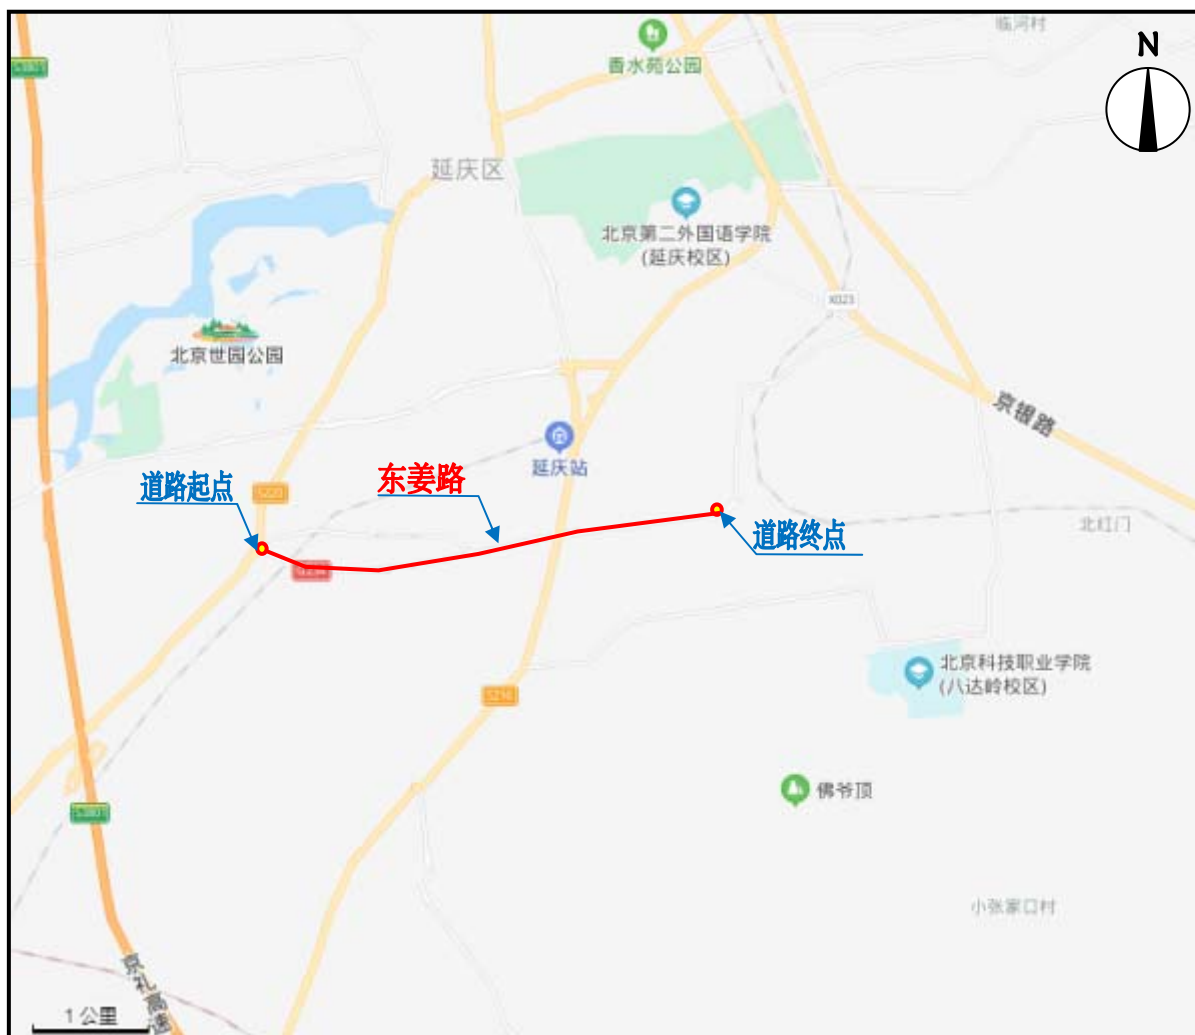 临河村
N
香水苑公园
延庆区
北京第二外国语学院
(延庆校区)
X023
北京世园公园
京银路
延庆站
东姜路
道路起点
S220
道路终点
北红门
北京科技职业学院
(八达岭校区)
S216
佛爷顶
小张家口村
京礼高速
1 公里